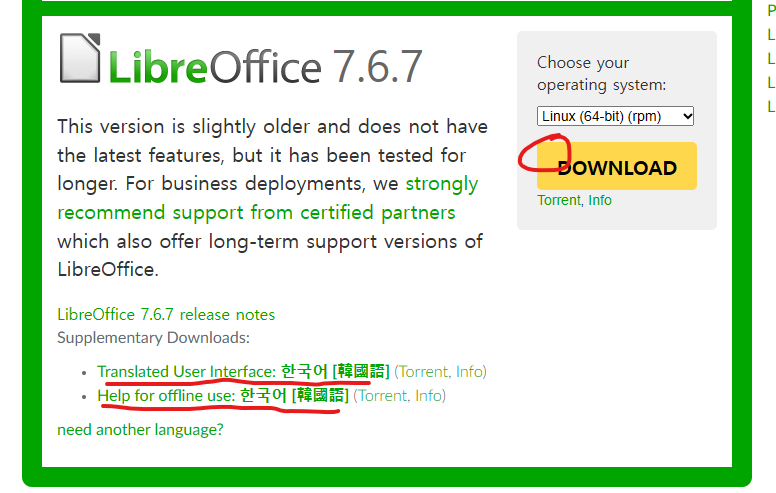 LibreOffice 7.6.7
This version is slightly older and does not have
the latest features, but it has been tested for
longer. For business deployments, we strongly
recommend support from certified partners
which also offer long-term support versions of
LibreOffice.
LibreOffice 7.6.7 release notes
Supplementary Downloads:
• Translated User Interface: 한국어 [韓國語] (Torrent, Info)
• Help for offline use: 한국어 [韓國語] (Torrent, Info)
need another language?
Choose your
operating system:
Linux (64-bit) (rpm)
DOWNLOAD
Torrent, Info
P
L
L
L
L